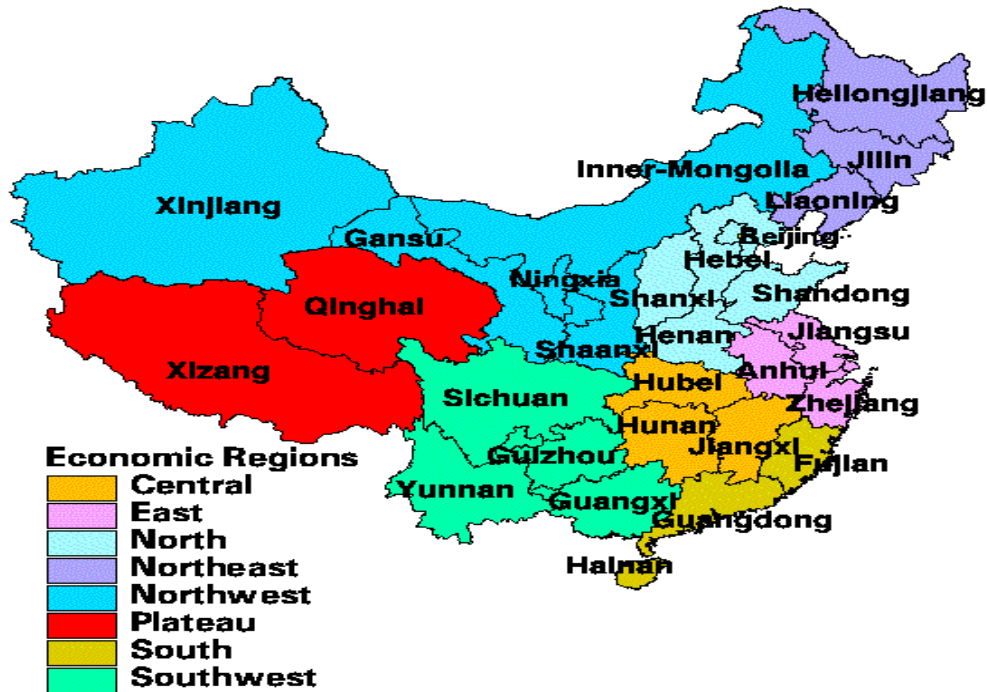 Heilongjiang
Jilin
Inner-Mongolia
Liaoning
Xinjiang
Beijing
Gansu
Hebei
Ningxia
Shandong
Shanxi
Qinghai
Jiangsu
Henan
Shaanxi
Anhui
Xizang
Hubei
Sichuan
Zhejiang
Hunan
Jiangxi
Guizhou
Fujian
Yunnan
Guangxi
Guangdong
Hainan
Economic Regions
Central
East
North
Northeast
Northwest
Plateau
South
Southwest